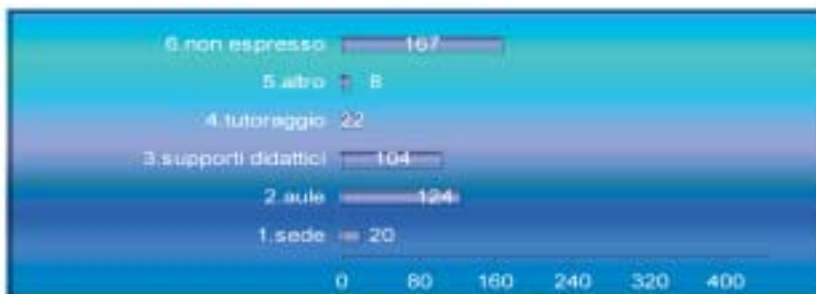 6.non espresso 167
5.altro 8
4.tutoraggio 22
3.supporti didattici 104
2.aule 124
1.sede 20
0 80 160 240 320 400